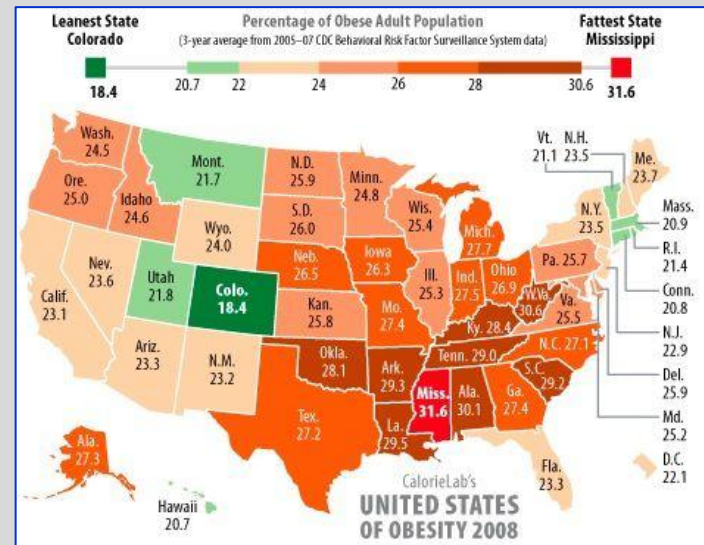 Leanest State
Colorado
18.4
Percentage of Obese Adult Population
(3-year average from 2005–07 CDC Behavioral Risk Factor Surveillance System data)
20.7
22
24
26
28
30.6
Fattest State
Mississippi
31.6
Wash.
24.5
Ore.
25.0
Idaho
24.6
Mont.
21.7
N.D.
25.9
Minn.
24.8
S.D.
26.0
Wis.
25.4
Mich.
27.7
Vt.
21.1
N.H.
23.5
Me.
23.7
N.Y.
23.5
Mass.
20.9
R.I.
21.4
Conn.
20.8
N.J.
22.9
Del.
25.9
Md.
25.2
D.C.
22.1
Wyo.
24.0
Neb.
26.5
Iowa
26.3
Ill.
25.3
Ind.
27.5
Ohio
26.9
Pa. 25.7
W.Va.
30.6
Va.
25.5
Nev.
23.6
Utah
21.8
Colo.
18.4
Kan.
25.8
Mo.
27.4
Ky. 28.4
N.C. 27.1
Calif.
23.1
Ariz.
23.3
N.M.
23.2
Okla.
28.1
Ark.
29.3
Tenn. 29.0
S.C.
29.2
Tex.
27.2
La.
29.5
Miss.
31.6
Ala.
30.1
Ga.
27.4
Fla.
23.3
Ala.
27.3
Hawaii
20.7
CalorieLab's
UNITED STATES
OF OBESITY 2008